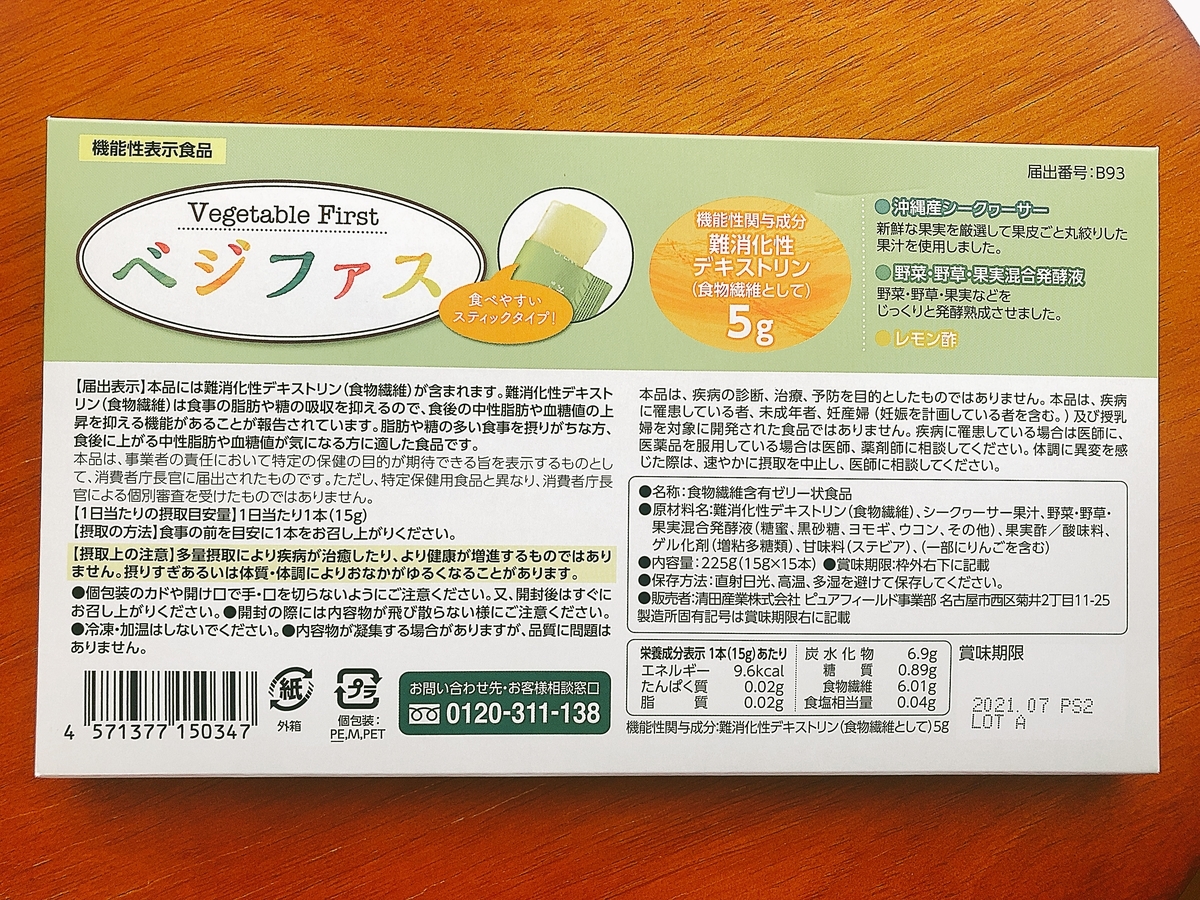 機能性表示食品
届出番号:B93
Vegetable First
ベジファス
食べやすい
スティックタイプ!
機能性関与成分
難消化性
デキストリン
(食物繊維として)
5g
●沖縄産シークヮーサー
新鮮な果実を厳選して果皮ごと丸絞りした
果汁を使用しました。
●野菜・野草・果実混合発酵液
野菜・野草・果実などを
じっくりと発酵熟成させました。
●レモン酢
【届出表示】本品には難消化性デキストリン(食物繊維)が含まれます。難消化性デキスト
リン(食物繊維)は食事の脂肪や糖の吸収を抑えるので、食後の中性脂肪や血糖値の上
昇を抑える機能があることが報告されています。脂肪や糖の多い食事を摂りがちな方、
食後に上がる中性脂肪や血糖値が気になる方に適した食品です。
本品は、事業者の責任において特定の保健の目的が期待できる旨を表示するものとし
て、消費者庁長官に届出されたものです。ただし、特定保健用食品と異なり、消費者庁長
官による個別審査を受けたものではありません。
【1日当たりの摂取目安量】1日当たり1本(15g)
【摂取の方法】食事の前を目安に1本をお召し上がりください。
【摂取上の注意】多量摂取により疾病が治癒したり、より健康が増進するものではあり
ません。摂りすぎあるいは体質・体調によりおなかがゆるくなることがあります。
●個包装のカドや開け口で手・口を切らないようにご注意ください。又、開封後はすぐに
お召し上がりください。●開封の際には内容物が飛び散らない様にご注意ください。
●冷凍・加温はしないでください。●内容物が凝集する場合がありますが、品質に問題は
ありません。
4 571377 150347
紙
外箱
プラ
個包装:
PE,M,PET
お問い合わせ先・お客様相談窓口
0120-311-138
本品は、疾病の診断、治療、予防を目的としたものではありません。本品は、疾病
に罹患している者、未成年者、妊産婦(妊娠を計画している者を含む。)及び授乳
婦を対象に開発された食品ではありません。疾病に罹患している場合は医師に、
医薬品を服用している場合は医師、薬剤師に相談してください。体調に異変を感
じた際は、速やかに摂取を中止し、医師に相談してください。
●名称:食物繊維含有ゼリー状食品
●原材料名:難消化性デキストリン(食物繊維)、シークヮーサー果汁、野菜・野草・
果実混合発酵液(糖蜜、黒砂糖、ヨモギ、ウコン、その他)、果実酢/酸味料、
ゲル化剤(増粘多糖類)、甘味料(ステビア)、(一部にりんごを含む)
●内容量:225g(15g×15本) ●賞味期限:枠外右下に記載
●保存方法:直射日光、高温、多湿を避けて保存してください。
●販売者:清田産業株式会社 ピュアフィールド事業部 名古屋市西区菊井2丁目11-25
製造所固有記号は賞味期限右に記載
栄養成分表示 1本(15g)あたり
エネルギー 9.6kcal
たんぱく質 0.02g
脂質 0.02g
炭水化物 6.9g
糖質 0.89g
食物繊維 6.01g
食塩相当量 0.04g
機能性関与成分:難消化性デキストリン(食物繊維として)5g
賞味期限
2021.07 PS2
LOT A